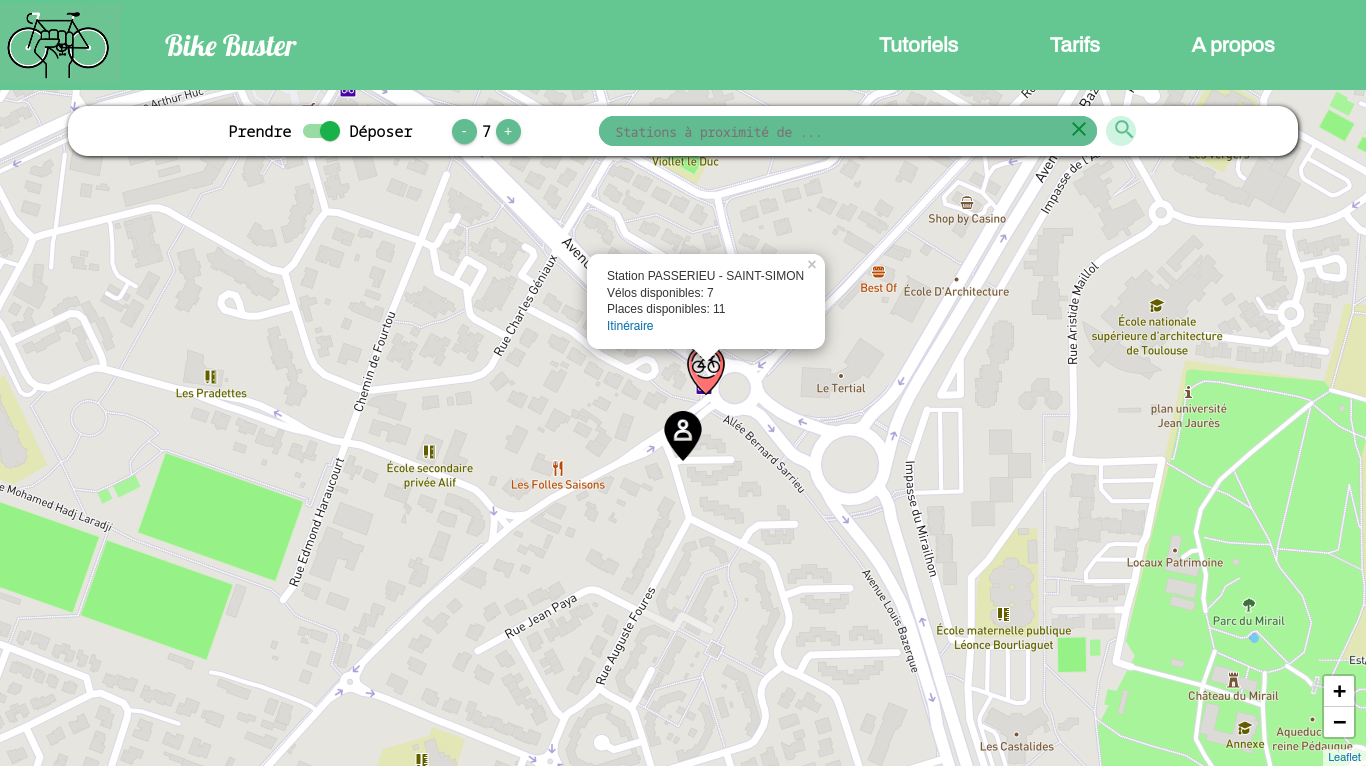 Bike Buster
Tutoriels
Tarifs
A propos
Arthur Huc
Prendre
Déposer
- 7 +
Stations à proximité de ...
Viollet le Duc
Les Vergers
Avenue
Impasse de l'A
Shop by Casino
Best Of
École D'Architecture
Rue Charles Géniaux
Station PASSERIEU - SAINT-SIMON
×
Vélos disponibles: 7
Places disponibles: 11
Itinéraire
Rue Aristide Maillol
École nationale
supérieure d'architecture
de Toulouse
Chemin de Fourtou
Les Pradettes
Le Tertial
plan université
Jean Jaurès
Allée Bernard Sarrieu
École secondaire
privée Alif
Les Folles Saisons
Impasse du Mirailhon
e Mohamed Hadj Laradji
Rue Edmond Haraucourt
Locaux Patrimoine
Rue Jean Paya
Rue Auguste Foures
Avenue Louis Bazerque
École maternelle publique
Léonce Bourliaguet
Parc du Mirail
Est
Château du Mirail
+
−
Les Castalides
Annexe
Aqueduc
reine Pédauque
Leaflet